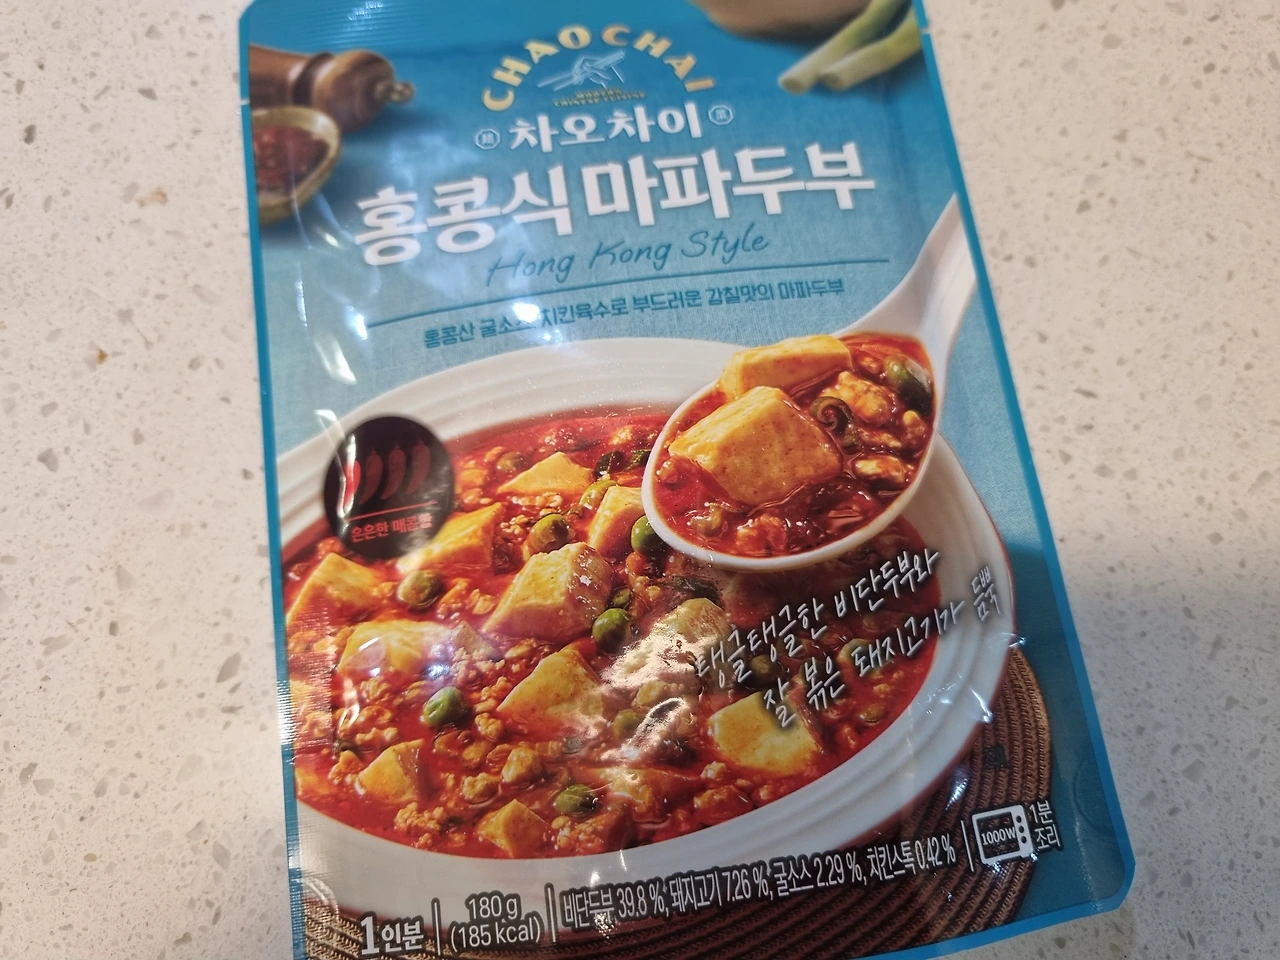 CHAOCHAI
MODERN
CHINESE CUISINE
차오차이
홍콩식 마파두부
Hong Kong Style
홍콩산 굴소스, 치킨육수로 부드러운 감칠맛의 마파두부
은은한 매콤함
탱글탱글한 비단두부와
잘 볶은 돼지고기가 듬뿍
1인분
180 g
(185 kcal)
비단두부 39.8 %, 돼지고기 7.26 %, 굴소스 2.29 %, 치킨스톡 0.42 %
1000W
1분
조리